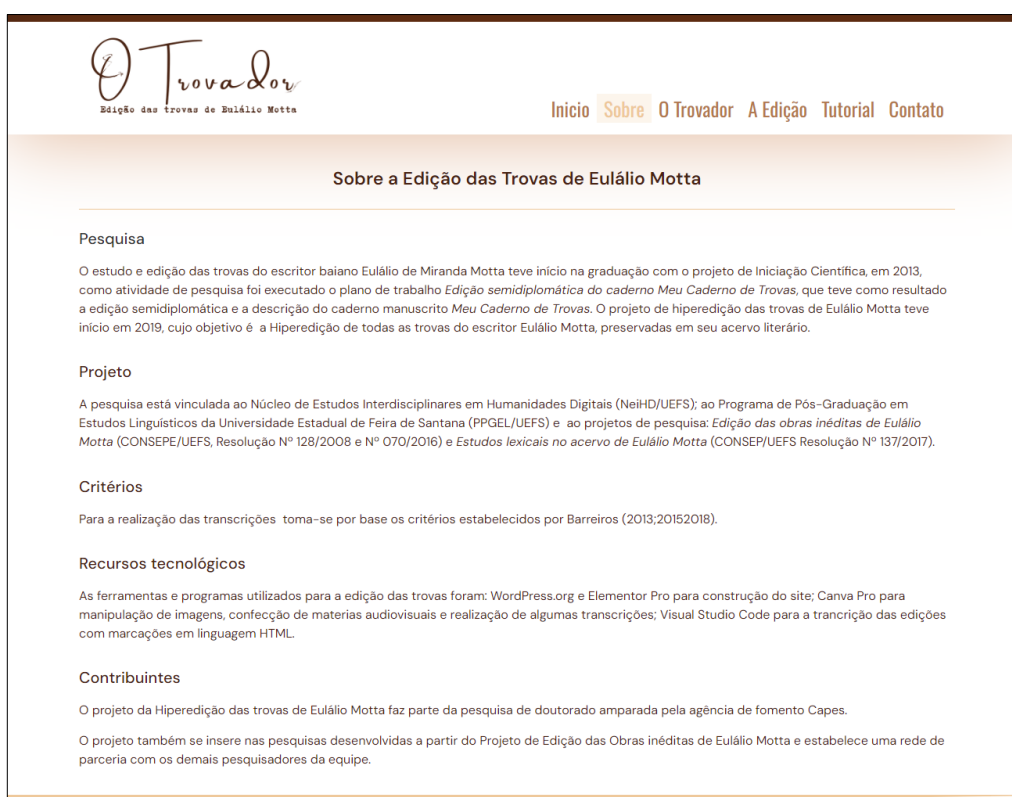 O Trovador
Edição das trovas de Eulálio Motta
Inicio Sobre O Trovador A Edição Tutorial Contato
Sobre a Edição das Trovas de Eulálio Motta
Pesquisa
O estudo e edição das trovas do escritor baiano Eulálio de Miranda Motta teve início na graduação com o projeto de Iniciação Científica, em 2013,
como atividade de pesquisa foi executado o plano de trabalho Edição semidiplomática do caderno Meu Caderno de Trovas, que teve como resultado
a edição semidiplomática e a descrição do caderno manuscrito Meu Caderno de Trovas. O projeto de hiperedição das trovas de Eulálio Motta teve
início em 2019, cujo objetivo é a Hiperedição de todas as trovas do escritor Eulálio Motta, preservadas em seu acervo literário.
Projeto
A pesquisa está vinculada ao Núcleo de Estudos Interdisciplinares em Humanidades Digitais (NeiHD/UEFS); ao Programa de Pós-Graduação em
Estudos Linguísticos da Universidade Estadual de Feira de Santana (PPGEL/UEFS) e ao projetos de pesquisa: Edição das obras inéditas de Eulálio
Motta (CONSEPE/UEFS, Resolução Nº 128/2008 e Nº 070/2016) e Estudos lexicais no acervo de Eulálio Motta (CONSEP/UEFS Resolução Nº 137/2017).
Critérios
Para a realização das transcrições toma-se por base os critérios estabelecidos por Barreiros (2013;20152018).
Recursos tecnológicos
As ferramentas e programas utilizados para a edição das trovas foram: WordPress.org e Elementor Pro para construção do site; Canva Pro para
manipulação de imagens, confecção de materiais audiovisuais e realização de algumas transcrições; Visual Studio Code para a trancrição das edições
com marcações em linguagem HTML.
Contribuintes
O projeto da Hiperedição das trovas de Eulálio Motta faz parte da pesquisa de doutorado amparada pela agência de fomento Capes.
O projeto também se insere nas pesquisas desenvolvidas a partir do Projeto de Edição das Obras inéditas de Eulálio Motta e estabelece uma rede de
parceria com os demais pesquisadores da equipe.